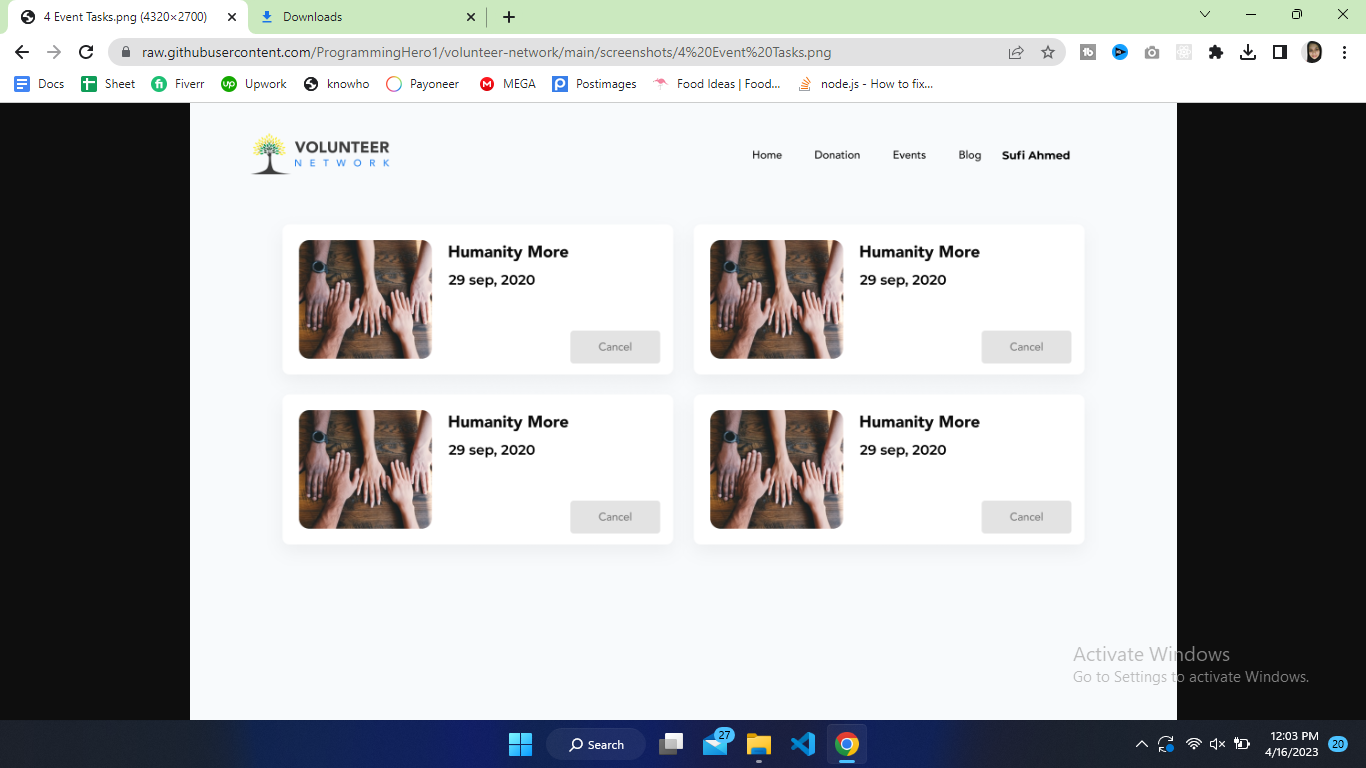 4 Event Tasks.png (4320×2700)
Downloads
raw.githubusercontent.com/ProgrammingHero1/volunteer-network/main/screenshots/4%20Event%20Tasks.png
Docs Sheet Fiverr Upwork knowho Payoneer MEGA Postimages Food Ideas | Food... node.js - How to fix...
VOLUNTEER
NETWORK
Home Donation Events Blog Sufi Ahmed
Humanity More
29 sep, 2020
Cancel
Humanity More
29 sep, 2020
Cancel
Humanity More
29 sep, 2020
Cancel
Humanity More
29 sep, 2020
Cancel
Activate Windows
Go to Settings to activate Windows.
Search
27
12:03 PM
4/16/2023
20